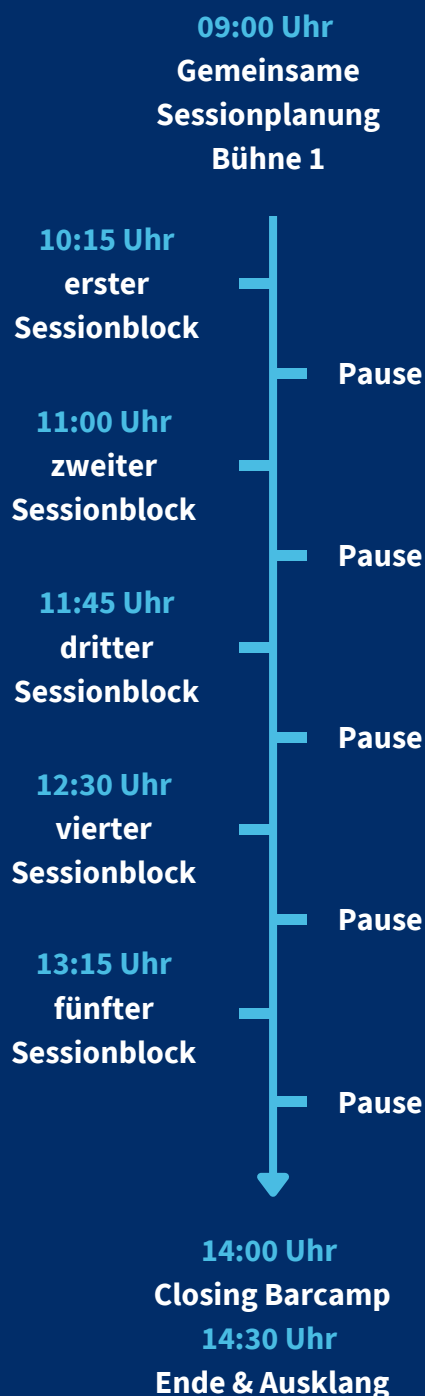 09:00 Uhr
Gemeinsame
Sessionplanung
Bühne 1
10:15 Uhr
erster
Sessionblock
Pause
11:00 Uhr
zweiter
Sessionblock
Pause
11:45 Uhr
dritter
Sessionblock
Pause
12:30 Uhr
vierter
Sessionblock
Pause
13:15 Uhr
fünfter
Sessionblock
Pause
14:00 Uhr
Closing Barcamp
14:30 Uhr
Ende & Ausklang